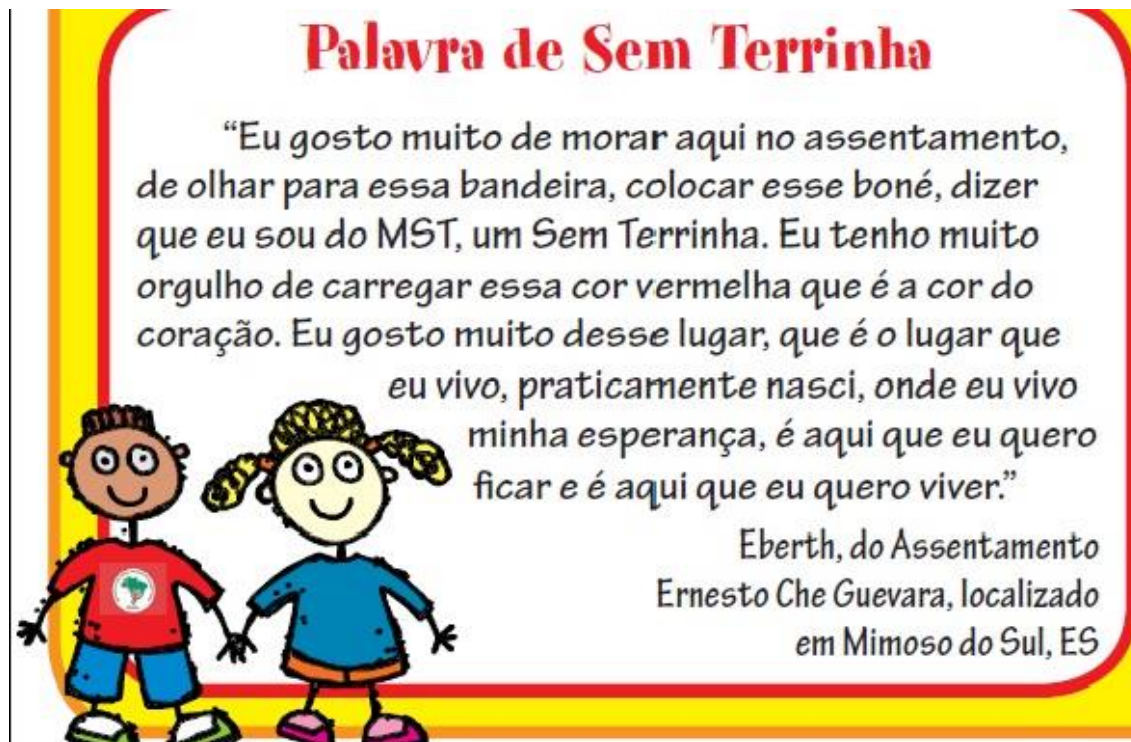 Palavra de Sem Terrinha
“Eu gosto muito de morar aqui no assentamento,
de olhar para essa bandeira, colocar esse boné, dizer
que eu sou do MST, um Sem Terrinha. Eu tenho muito
orgulho de carregar essa cor vermelha que é a cor do
coração. Eu gosto muito desse lugar, que é o lugar que
eu vivo, praticamente nasci, onde eu vivo
minha esperança, é aqui que eu quero
ficar e é aqui que eu quero viver.”
Eberth, do Assentamento
Ernesto Che Guevara, localizado
em Mimoso do Sul, ES